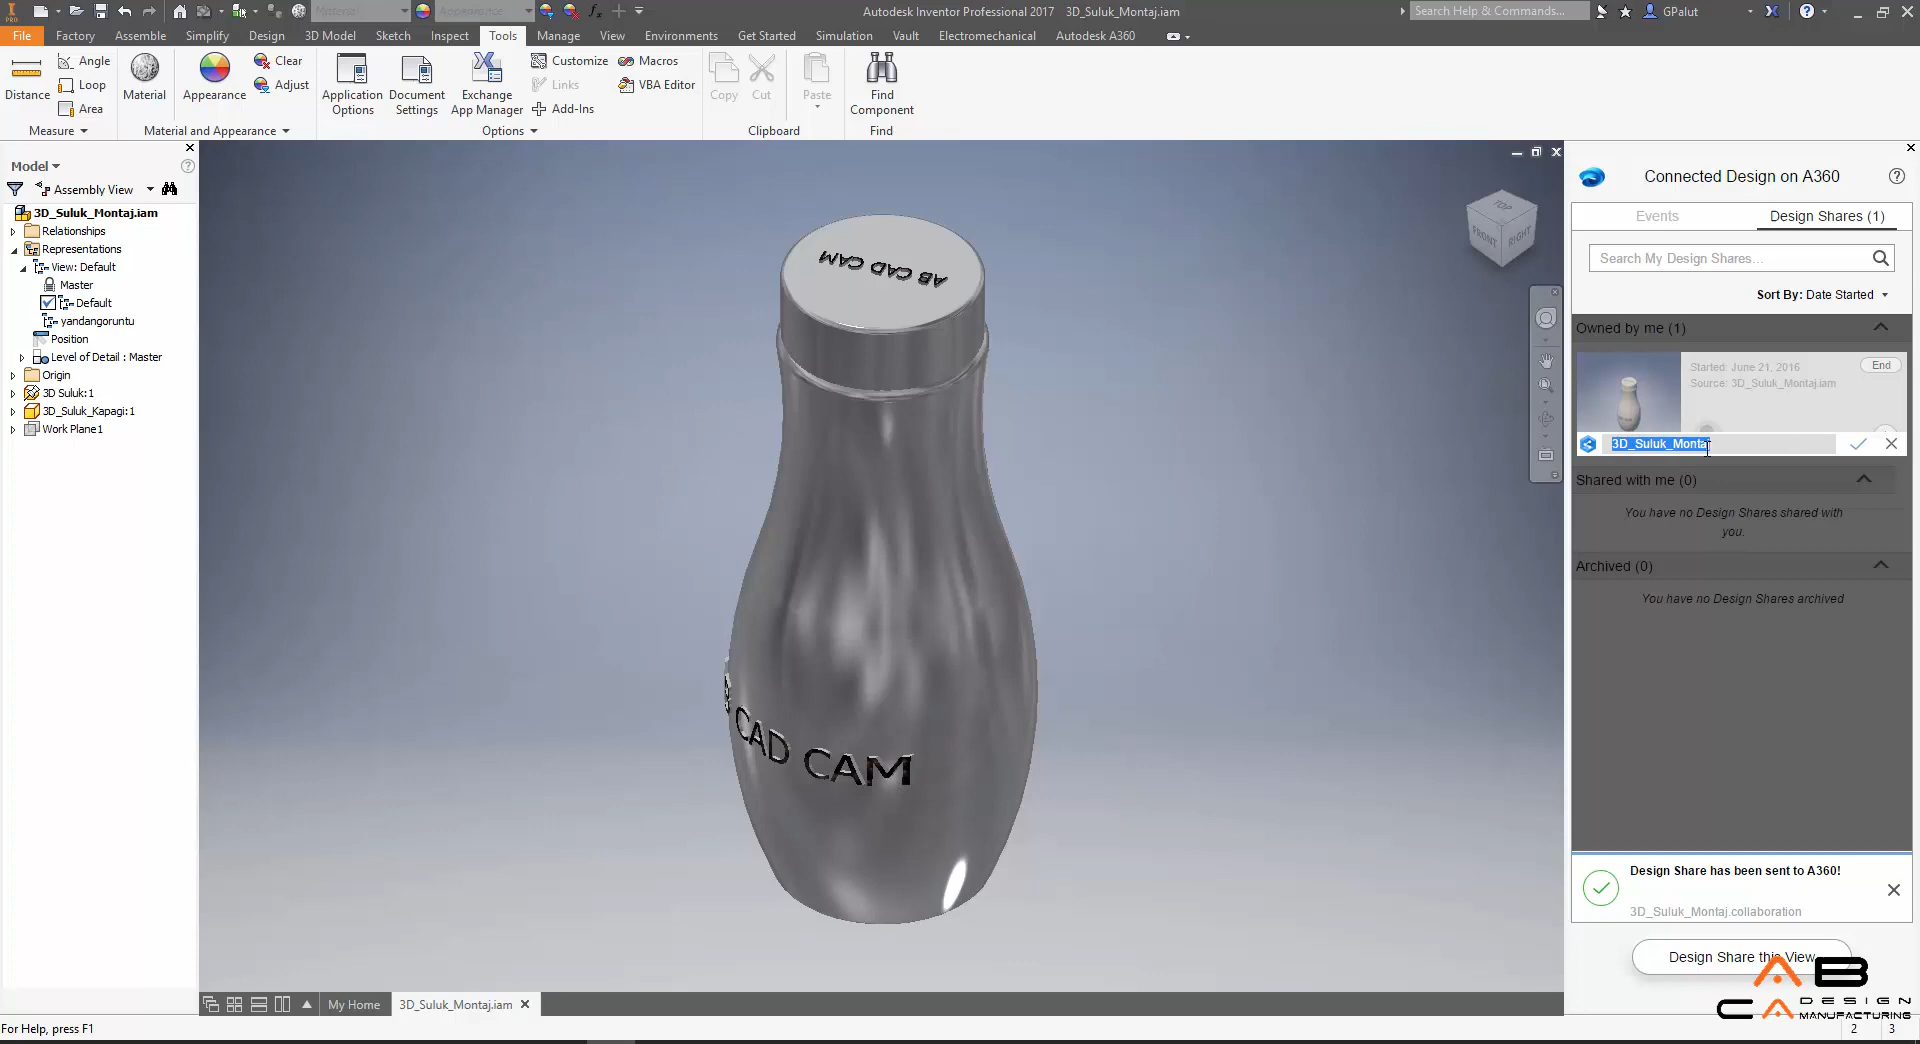 PRO
Material
Appearance
Autodesk Inventor Professional 2017 3D_Suluk_Montaj.iam
Search Help & Commands...
GPalut
File Factory Assemble Simplify Design 3D Model Sketch Inspect Tools Manage View Environments Get Started Simulation Vault Electromechanical Autodesk A360
Distance
Angle
Loop
Area
Measure
Material
Appearance
Clear
Adjust
Material and Appearance
Application Options
Document Settings
Exchange App Manager
Customize
Links
Add-Ins
Macros
VBA Editor
Options
Copy
Cut
Paste
Clipboard
Find Component
Find
Model
Assembly View
3D_Suluk_Montaj.iam
Relationships
Representations
View: Default
Master
Default
yandangoruntu
Position
Level of Detail : Master
Origin
3D Suluk:1
3D_Suluk_Kapagi:1
Work Plane1
AB CAD CAM
CAD CAM
TOP
FRONT
RIGHT
Connected Design on A360
Events
Design Shares (1)
Search My Design Shares...
Sort By: Date Started
Owned by me (1)
Started: June 21, 2016
Source: 3D_Suluk_Montaj.iam
End
3D_Suluk_Montaj
Shared with me (0)
You have no Design Shares shared with
you.
Archived (0)
You have no Design Shares archived
Design Share has been sent to A360!
3D_Suluk_Montaj.collaboration
Design Share this View
AB
CA DESIGN
MANUFACTURING
My Home
3D_Suluk_Montaj.iam
For Help, press F1
2 3